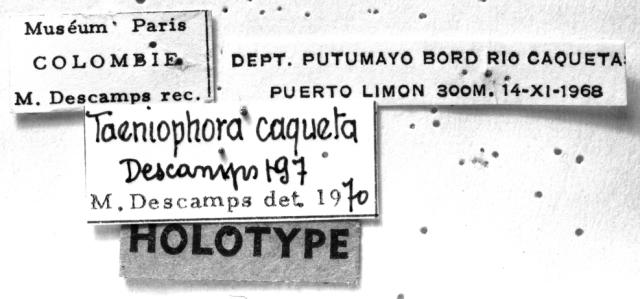 Muséum Paris
COLOMBIE
M. Descamps rec.
DEPT. PUTUMAYO BORD RIO CAQUETA
PUERTO LIMON 300M. 14-XI-1968
Taeniophora caqueta
Descamps 197
M. Descamps det. 1970
HOLOTYPE